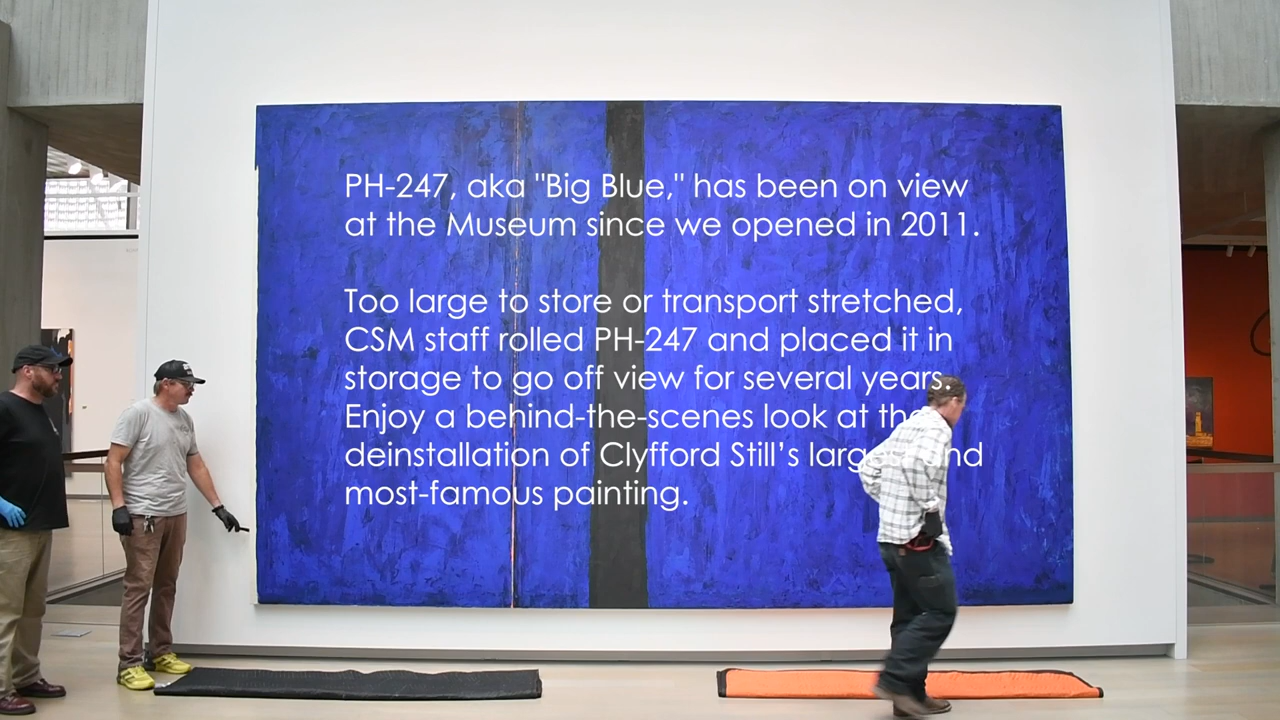 PH-247, aka "Big Blue," has been on view
at the Museum since we opened in 2011.
Too large to store or transport stretched,
CSM staff rolled PH-247 and placed it in
storage to go off view for several years.
Enjoy a behind-the-scenes look at the
deinstallation of Clyfford Still's and
most-famous painting.